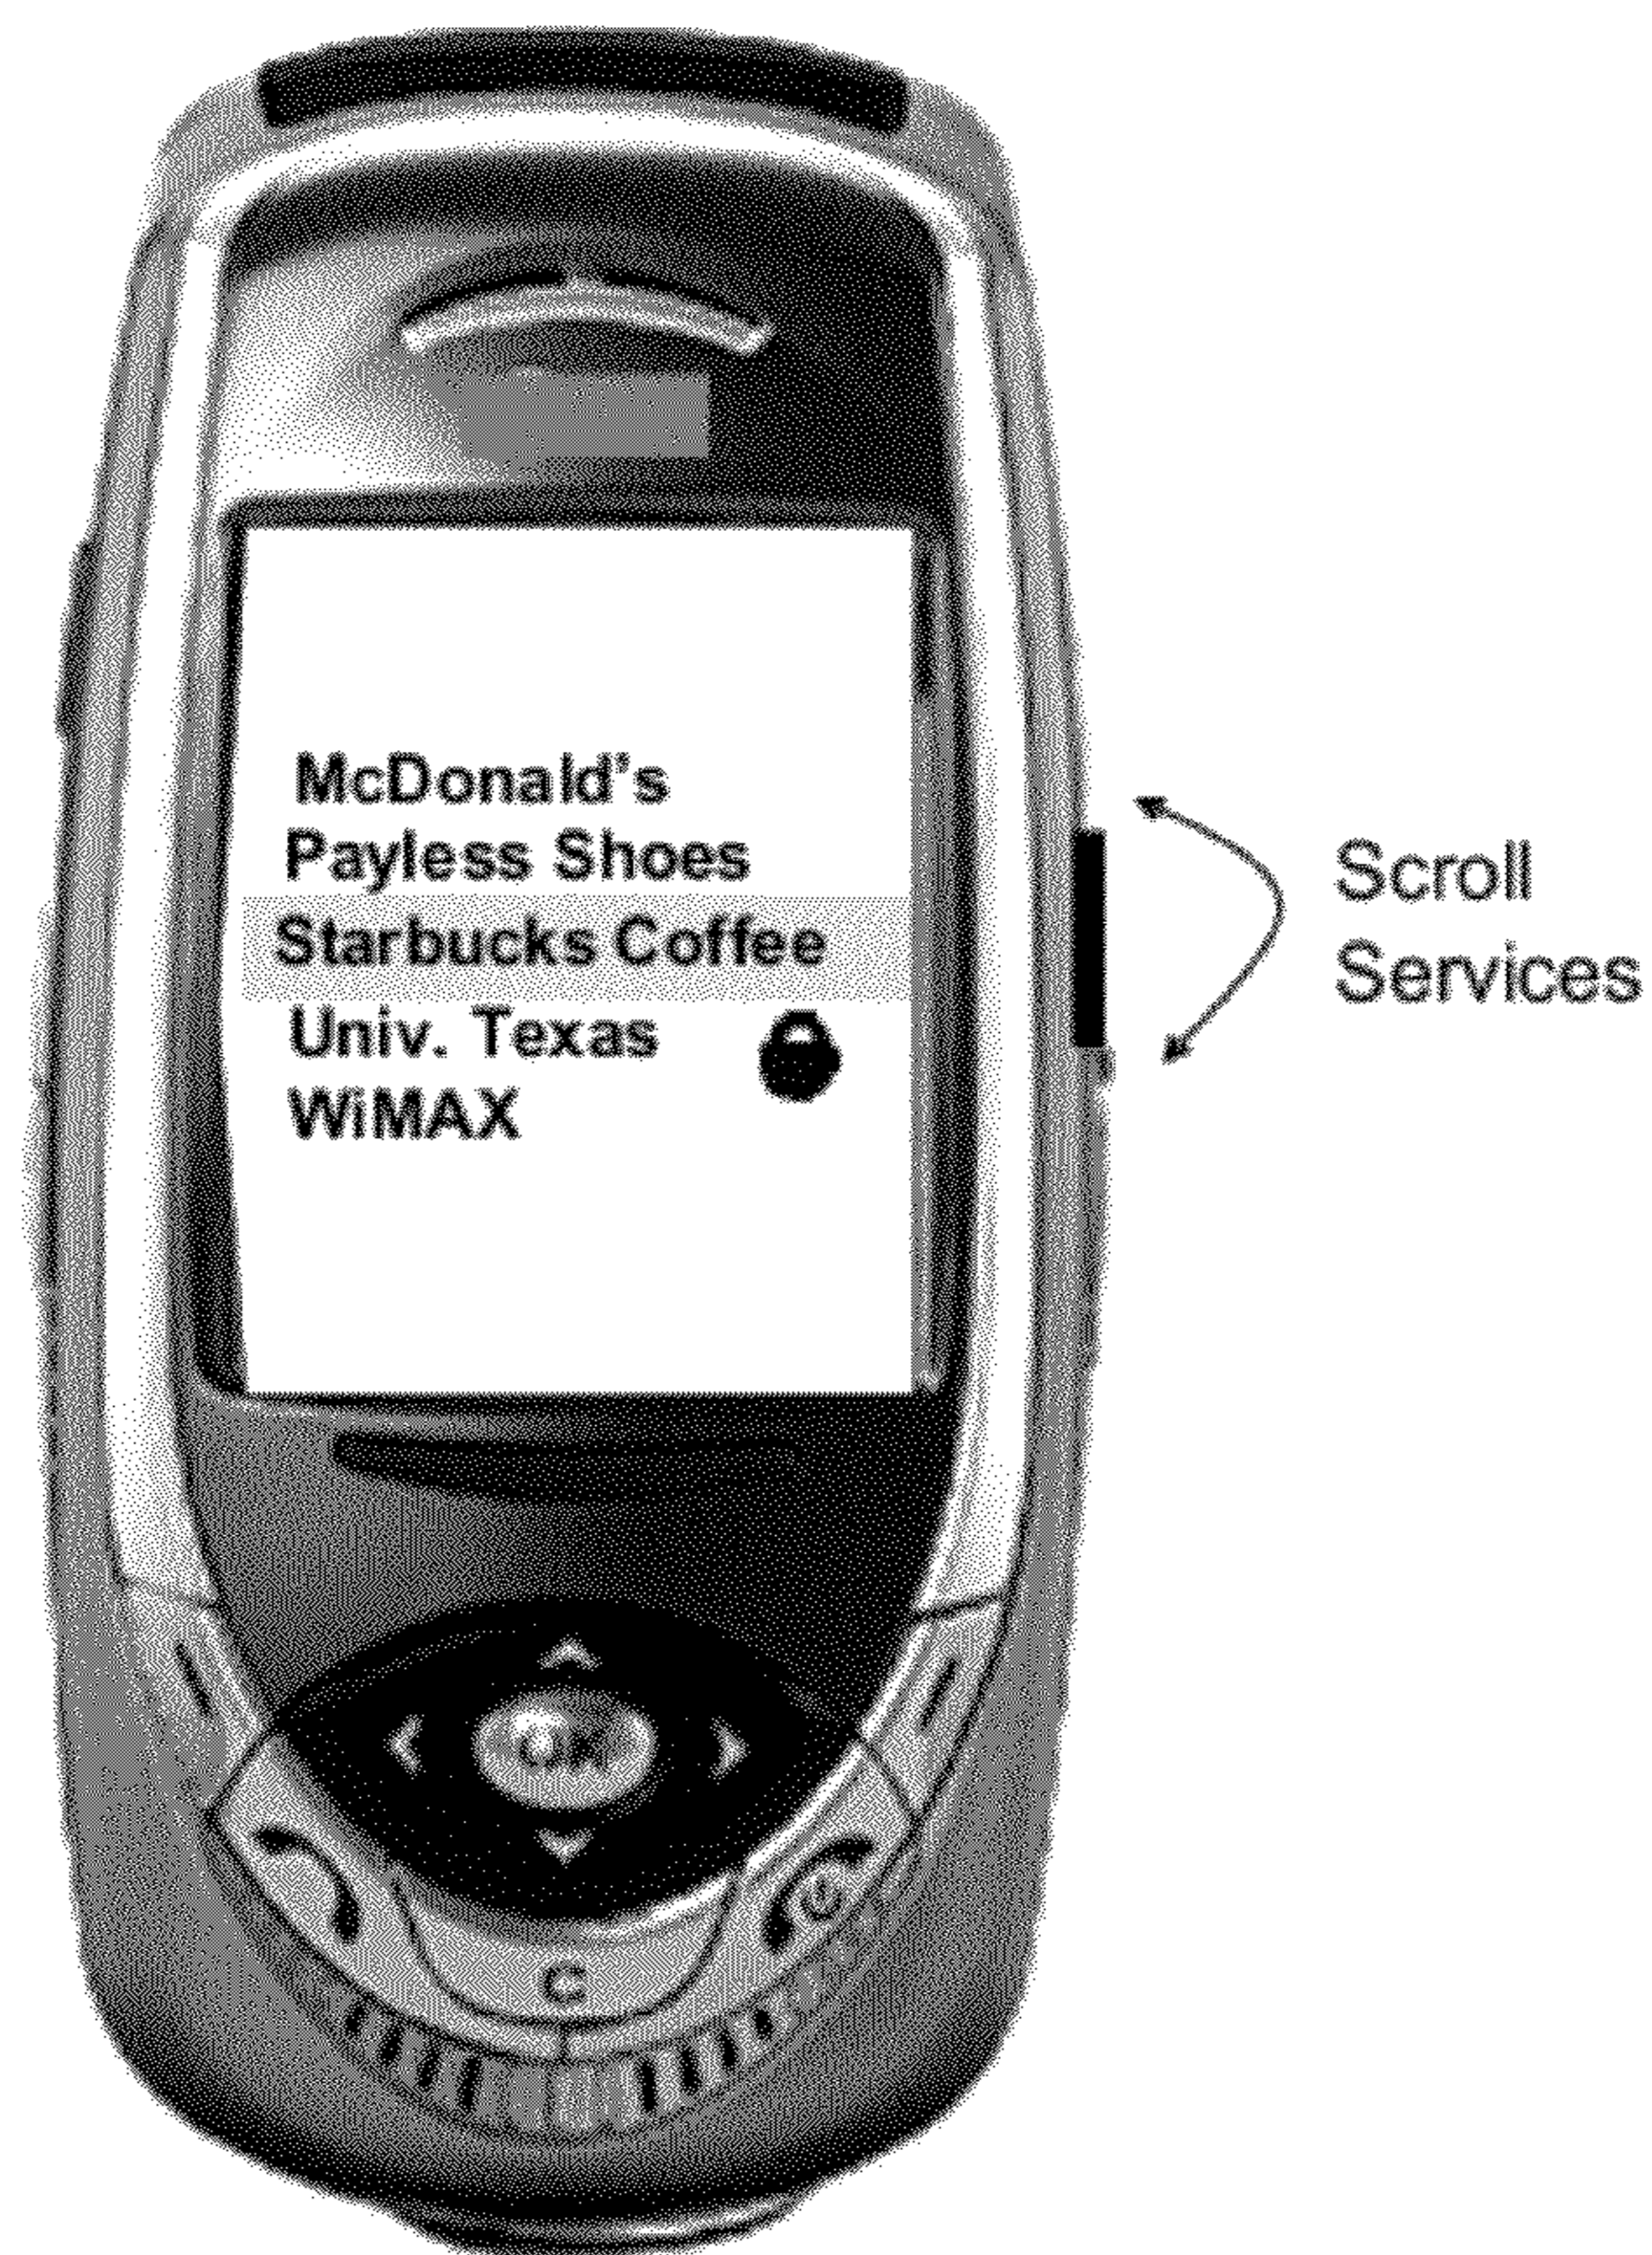 McDonald's
Payless Shoes
Starbucks Coffee
Univ. Texas
WiMAX
Scroll
Services
OK
C